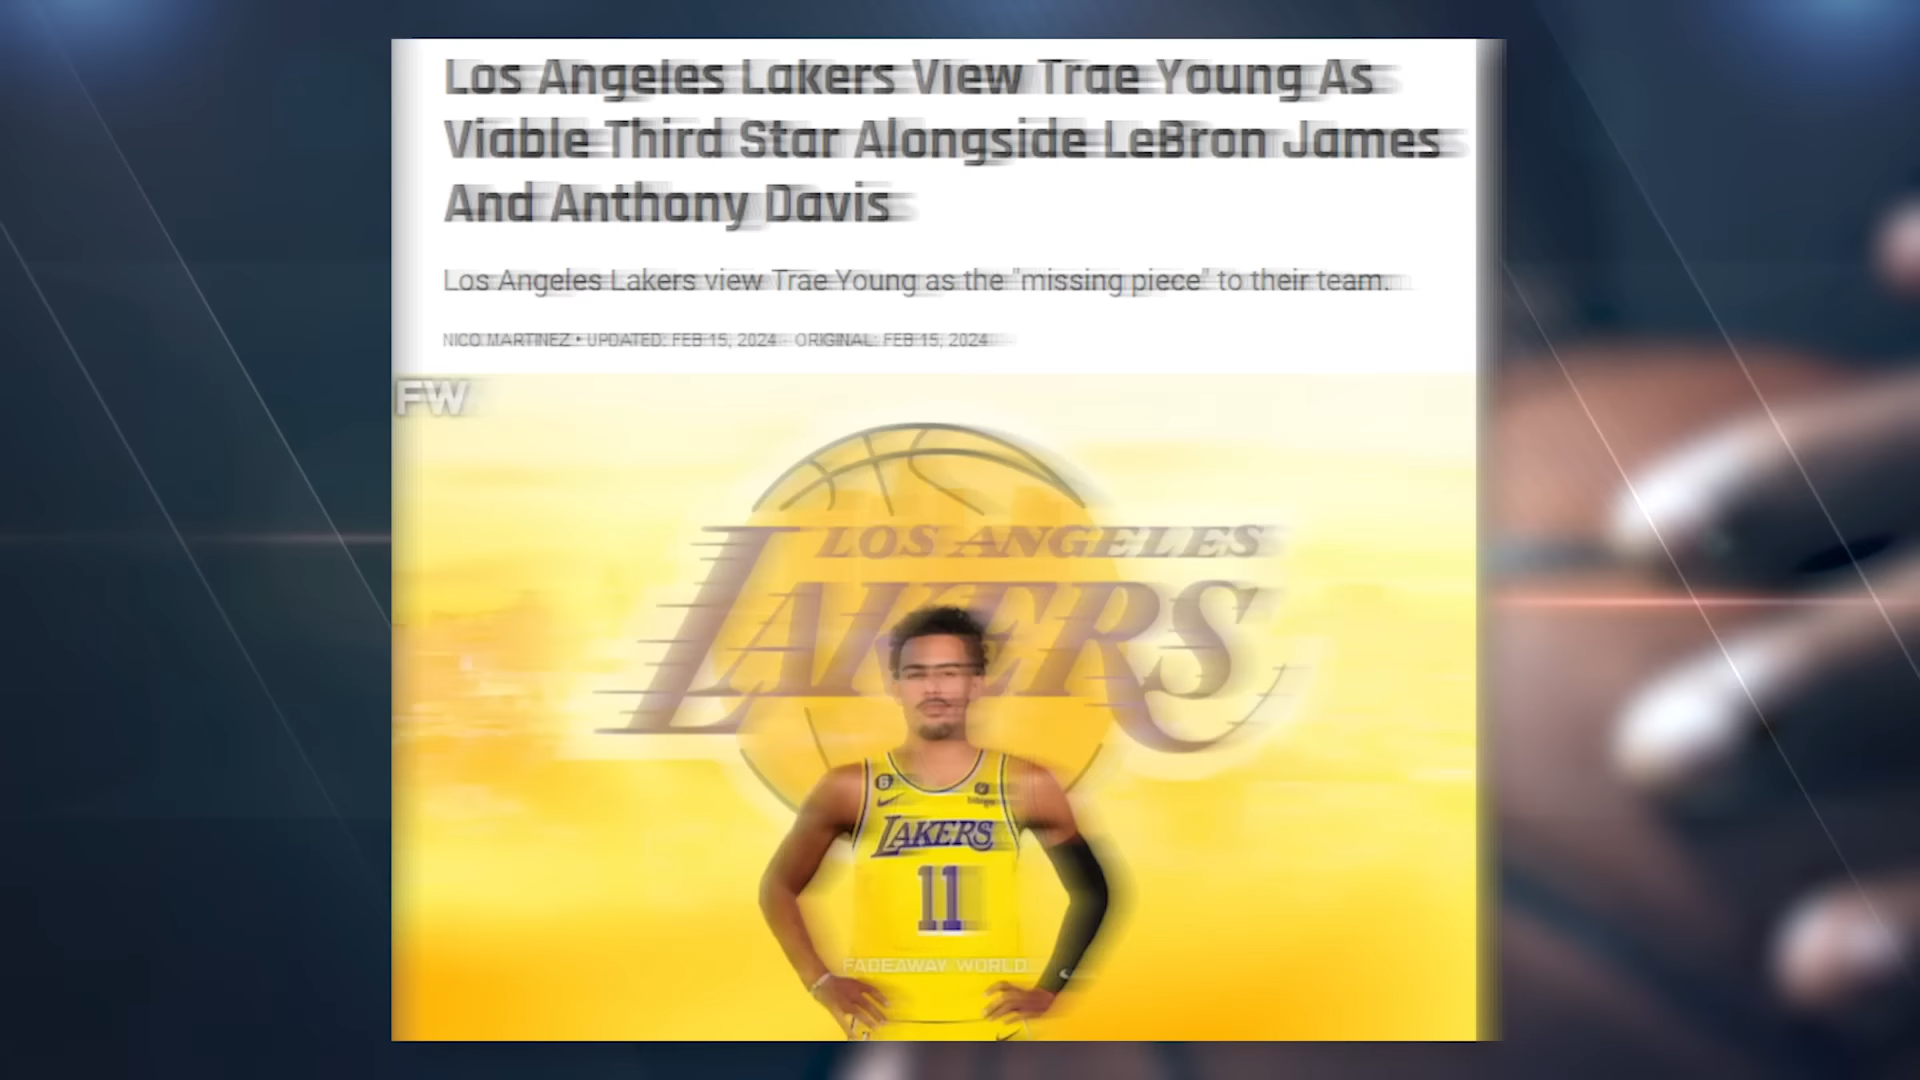 Los Angeles Lakers View Trae Young As
Viable Third Star Alongside LeBron James
And Anthony Davis
Los Angeles Lakers view Trae Young as the "missing piece" to their team.
NICO MARTINEZ • UPDATED: FEB 15, 2024 ORIGINAL: FEB 15, 2024
FW
LOS ANGELES
LAKERS
6
bibigo
LAKERS
11
FADEAWAY WORLD